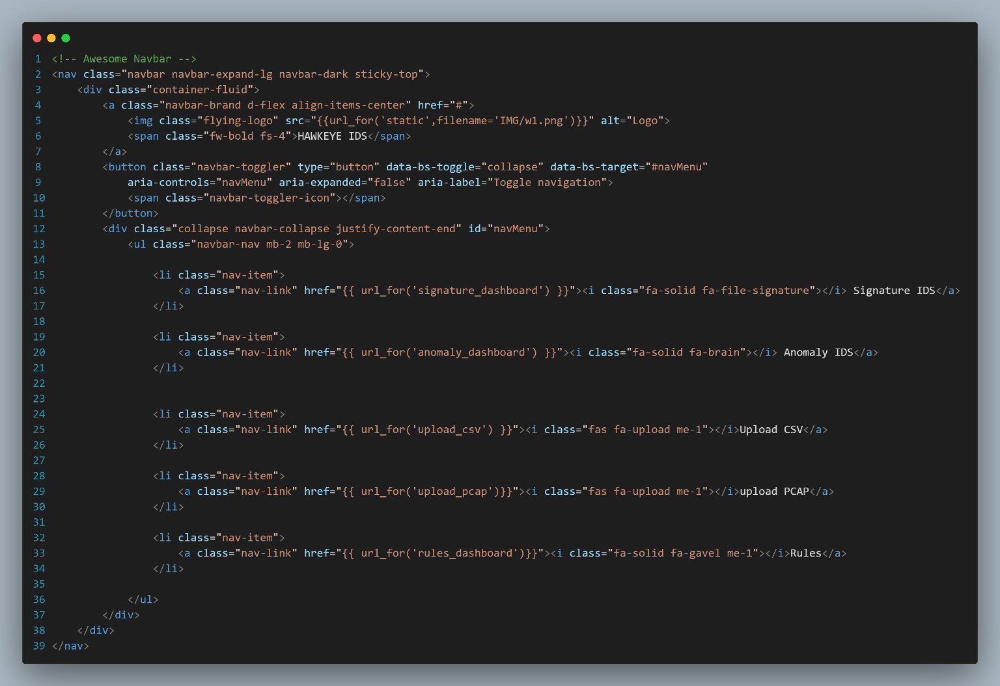 1 <!-- Awesome Navbar -->
2 <nav class="navbar navbar-expand-lg navbar-dark sticky-top">
3     <div class="container-fluid">
4         <a class="navbar-brand d-flex align-items-center" href="#">
5             <img class="flying-logo" src="{{url_for('static',filename='IMG/w1.png')}}" alt="Logo">
6             <span class="fw-bold fs-4">HAWKEYE IDS</span>
7         </a>
8         <button class="navbar-toggler" type="button" data-bs-toggle="collapse" data-bs-target="#navMenu"
9             aria-controls="navMenu" aria-expanded="false" aria-label="Toggle navigation">
10             <span class="navbar-toggler-icon"></span>
11         </button>
12         <div class="collapse navbar-collapse justify-content-end" id="navMenu">
13             <ul class="navbar-nav mb-2 mb-lg-0">
14
15                 <li class="nav-item">
16                     <a class="nav-link" href="{{ url_for('signature_dashboard') }}"><i class="fa-solid fa-file-signature"></i> Signature IDS</a>
17                 </li>
18
19                 <li class="nav-item">
20                     <a class="nav-link" href="{{ url_for('anomaly_dashboard') }}"><i class="fa-solid fa-brain"></i> Anomaly IDS</a>
21                 </li>
22
23
24                 <li class="nav-item">
25                     <a class="nav-link" href="{{ url_for('upload_csv') }}"><i class="fas fa-upload me-1"></i>Upload CSV</a>
26                 </li>
27
28                 <li class="nav-item">
29                     <a class="nav-link" href="{{ url_for('upload_pcap')}}"><i class="fas fa-upload me-1"></i>upload PCAP</a>
30                 </li>
31
32                 <li class="nav-item">
33                     <a class="nav-link" href="{{ url_for('rules_dashboard')}}"><i class="fa-solid fa-gavel me-1"></i>Rules</a>
34                 </li>
35
36             </ul>
37         </div>
38     </div>
39 </nav>